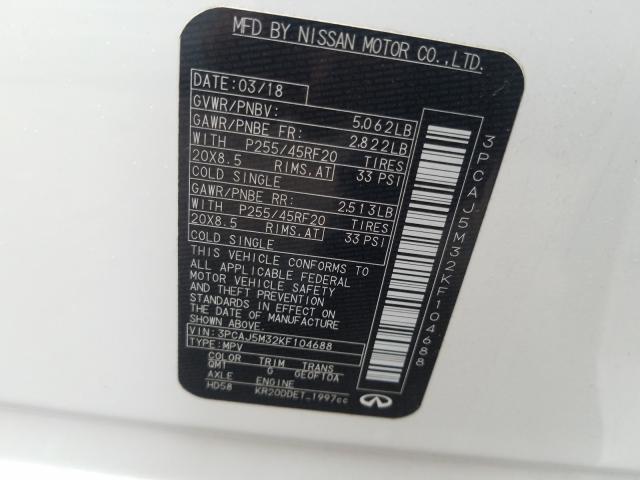 MFD BY NISSAN MOTOR CO.,LTD.
DATE: 03/18
GVWR/PNBV: 5,062LB
GAWR/PNBE FR: 2,822LB
WITH P255/45RF20 TIRES
20X8.5 RIMS,AT 33 PSI
COLD SINGLE
GAWR/PNBE RR: 2,513LB
WITH P255/45RF20 TIRES
20X8.5 RIMS,AT 33 PSI
COLD SINGLE
THIS VEHICLE CONFORMS TO
ALL APPLICABLE FEDERAL
MOTOR VEHICLE SAFETY
AND THEFT PREVENTION
STANDARDS IN EFFECT ON
THE DATE OF MANUFACTURE
SHOWN ABOVE.
VIN: 3PCAJ5M32KF104688
TYPE: MPV
COLOR TRIM TRANS
QMT G GE0F10A
AXLE ENGINE
HD58 KR20DDET 1997cc
INFINITI
3PCAJ5M32KF104688